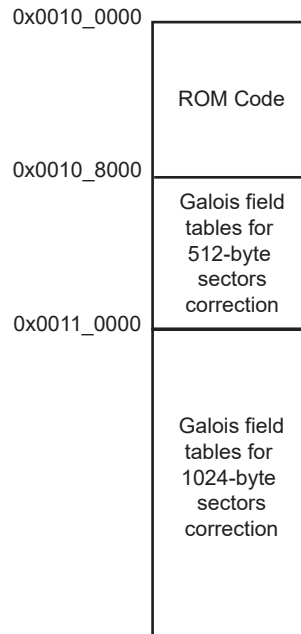 0x0010_0000
ROM Code
0x0010_8000
Galois field
tables for
512-byte
sectors
correction
0x0011_0000
Galois field
tables for
1024-byte
sectors
correction